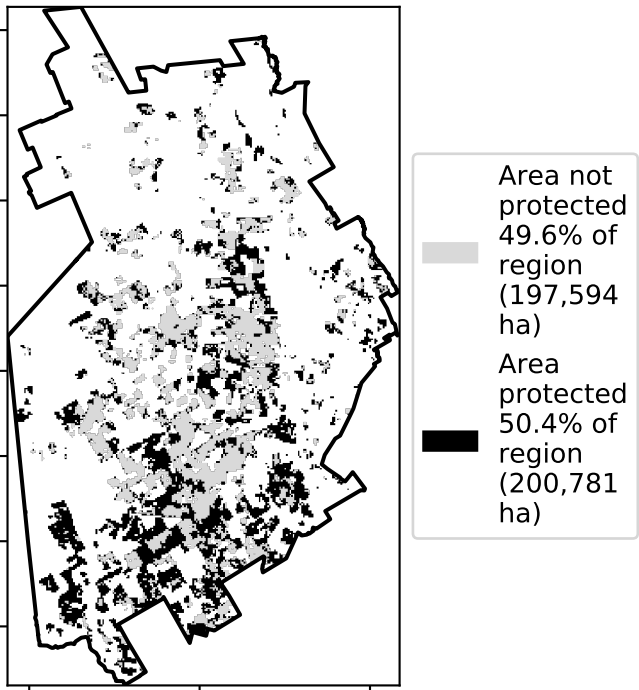 Area not
protected
49.6% of
region
(197,594
ha)
Area
protected
50.4% of
region
(200,781
ha)